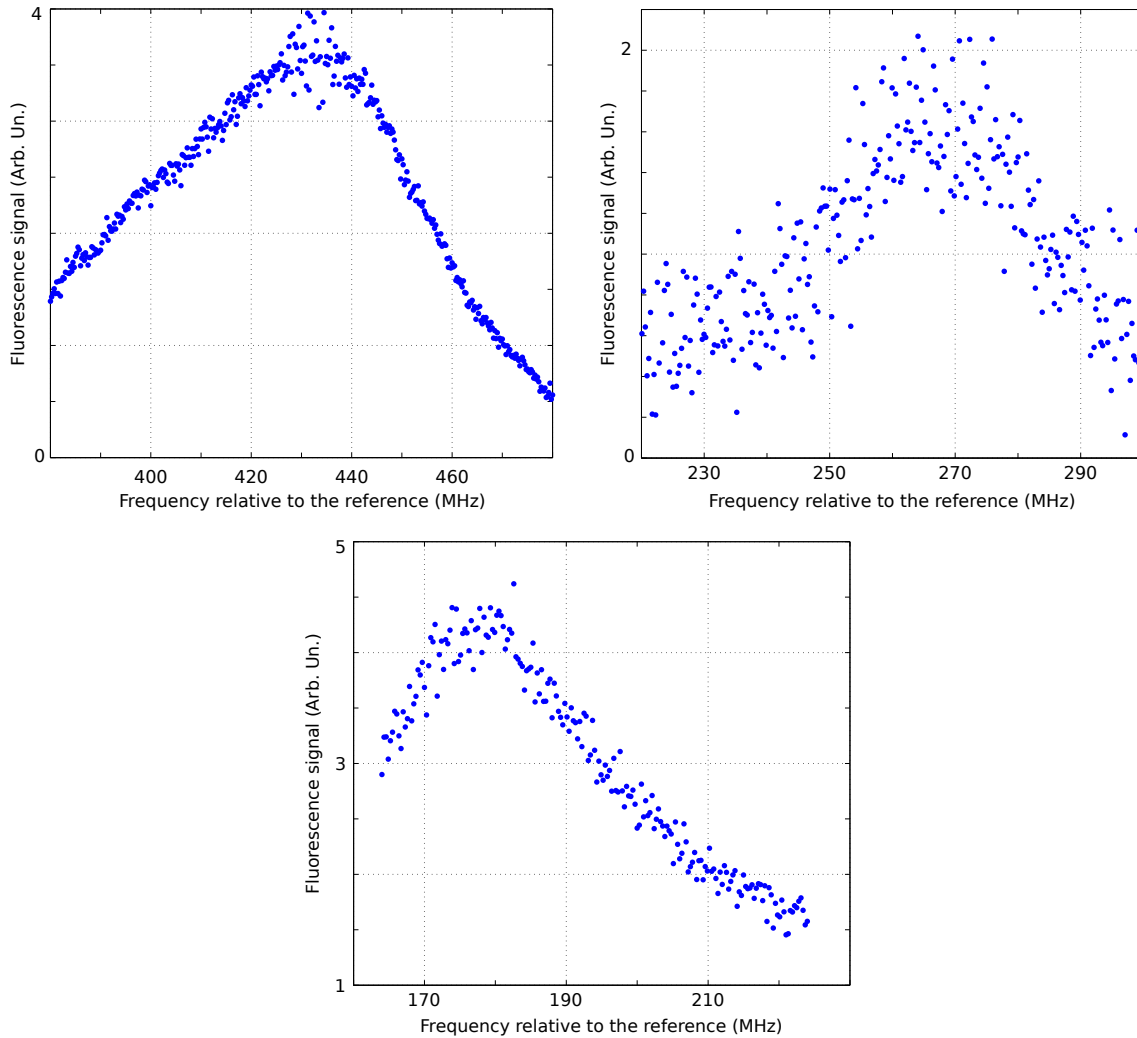 4
Fluorescence signal (Arb. Un.)
0
400 420 440 460
Frequency relative to the reference (MHz)
2
Fluorescence signal (Arb. Un.)
0
230 250 270 290
Frequency relative to the reference (MHz)
5
Fluorescence signal (Arb. Un.)
3
1
170 190 210
Frequency relative to the reference (MHz)